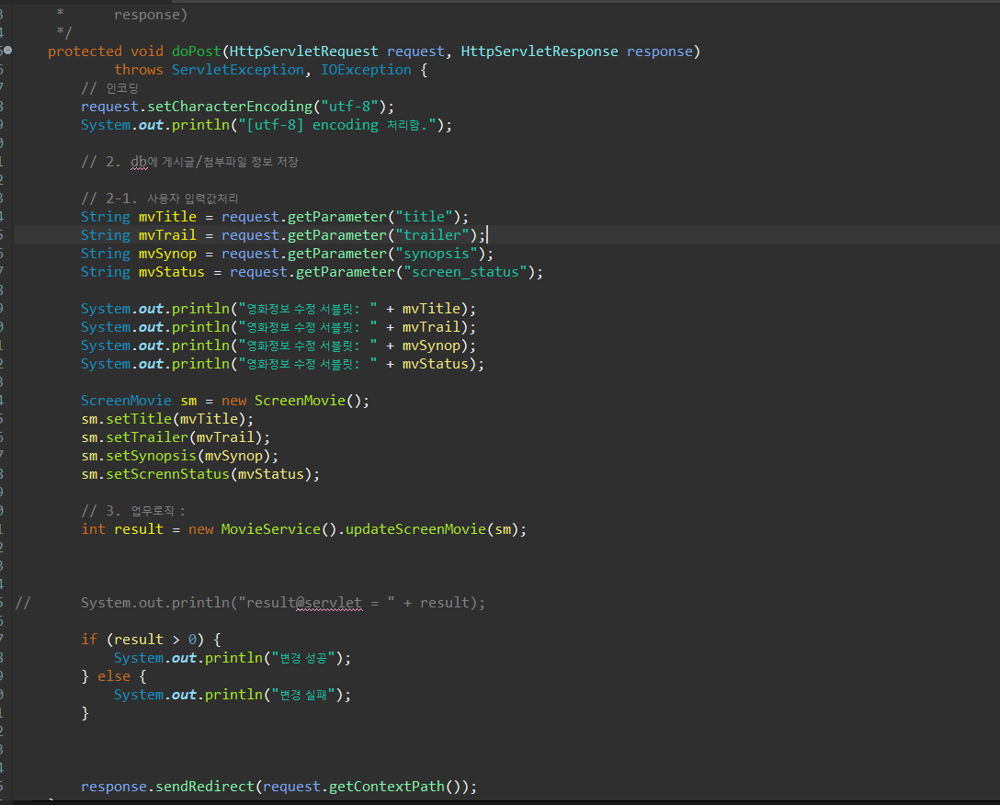 *      response)
*/
protected void doPost(HttpServletRequest request, HttpServletResponse response)
throws ServletException, IOException {
// 인코딩
request.setCharacterEncoding("utf-8");
System.out.println("[utf-8] encoding 처리함.");
// 2. db에 게시글/첨부파일 정보 저장
// 2-1. 사용자 입력값처리
String mvTitle = request.getParameter("title");
String mvTrail = request.getParameter("trailer");
String mvSynop = request.getParameter("synopsis");
String mvStatus = request.getParameter("screen_status");
System.out.println("영화정보 수정 서블릿: " + mvTitle);
System.out.println("영화정보 수정 서블릿: " + mvTrail);
System.out.println("영화정보 수정 서블릿: " + mvSynop);
System.out.println("영화정보 수정 서블릿: " + mvStatus);
ScreenMovie sm = new ScreenMovie();
sm.setTitle(mvTitle);
sm.setTrailer(mvTrail);
sm.setSynopsis(mvSynop);
sm.setScrennStatus(mvStatus);
// 3. 업무로직 :
int result = new MovieService().updateScreenMovie(sm);
//      System.out.println("result@servlet = " + result);
if (result > 0) {
System.out.println("변경 성공");
} else {
System.out.println("변경 실패");
}
response.sendRedirect(request.getContextPath());